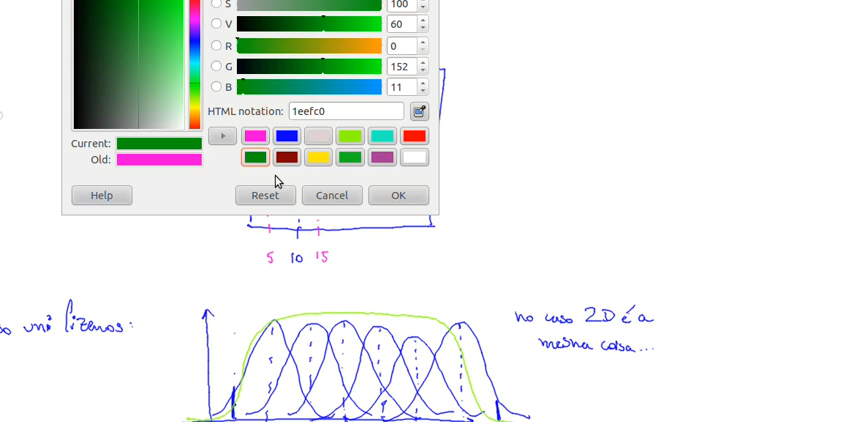 S 100
V 60
R 0
G 152
B 11
HTML notation: 1eefc0
Current:
Old:
Help Reset Cancel OK
5 10 15
no caso 2D é a
mesma coisa...